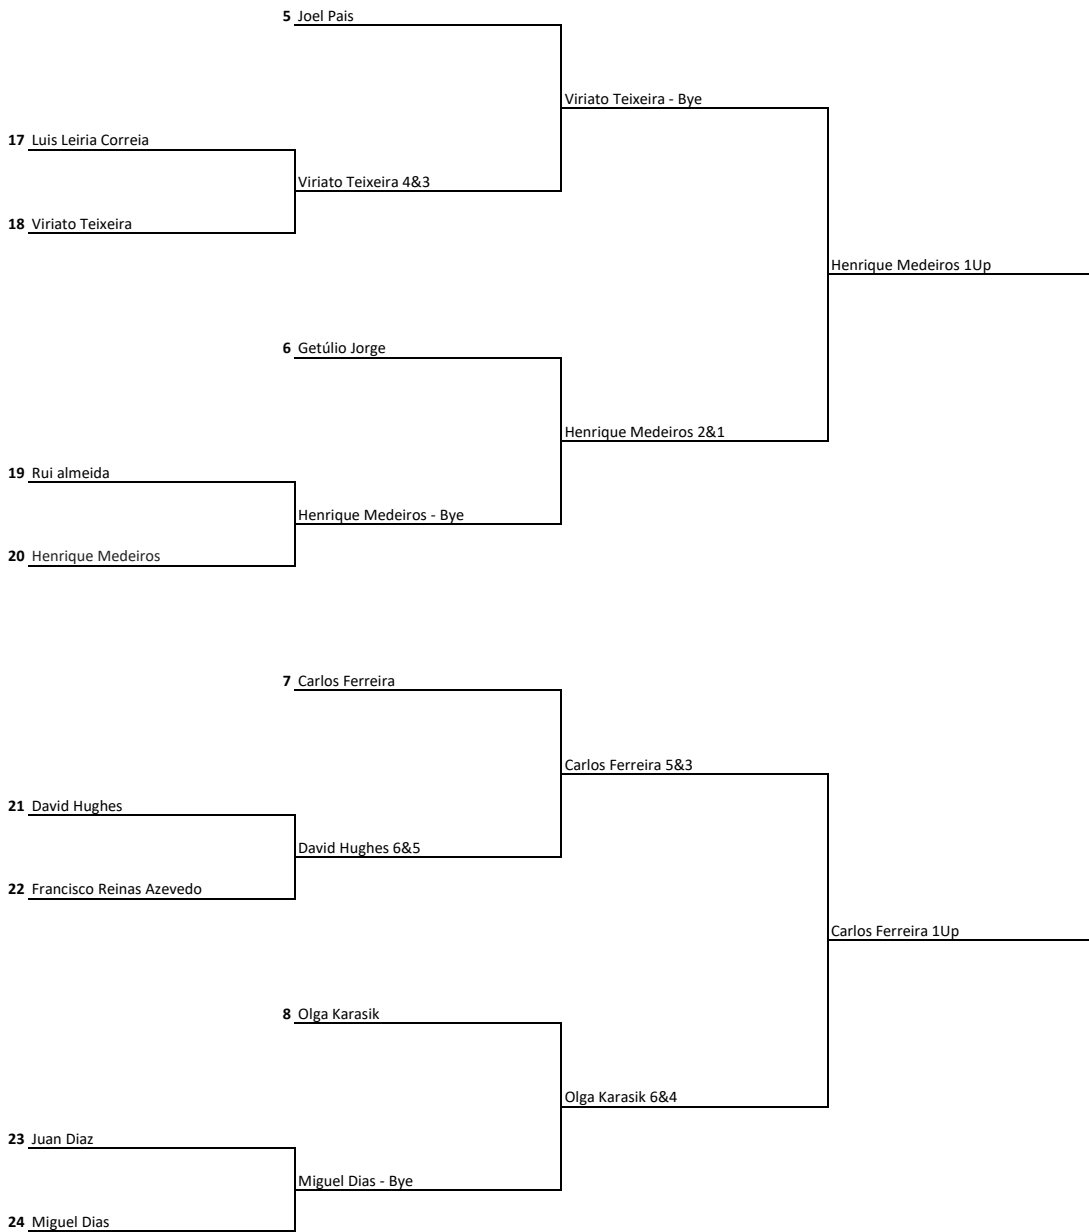 5 Joel Pais
Viriato Teixeira - Bye
17 Luis Leiria Correia
Viriato Teixeira 4&3
18 Viriato Teixeira
Henrique Medeiros 1Up
6 Getúlio Jorge
Henrique Medeiros 2&1
19 Rui almeida
Henrique Medeiros - Bye
20 Henrique Medeiros
7 Carlos Ferreira
Carlos Ferreira 5&3
21 David Hughes
David Hughes 6&5
22 Francisco Reinas Azevedo
Carlos Ferreira 1Up
8 Olga Karasik
Olga Karasik 6&4
23 Juan Diaz
Miguel Dias - Bye
24 Miguel Dias